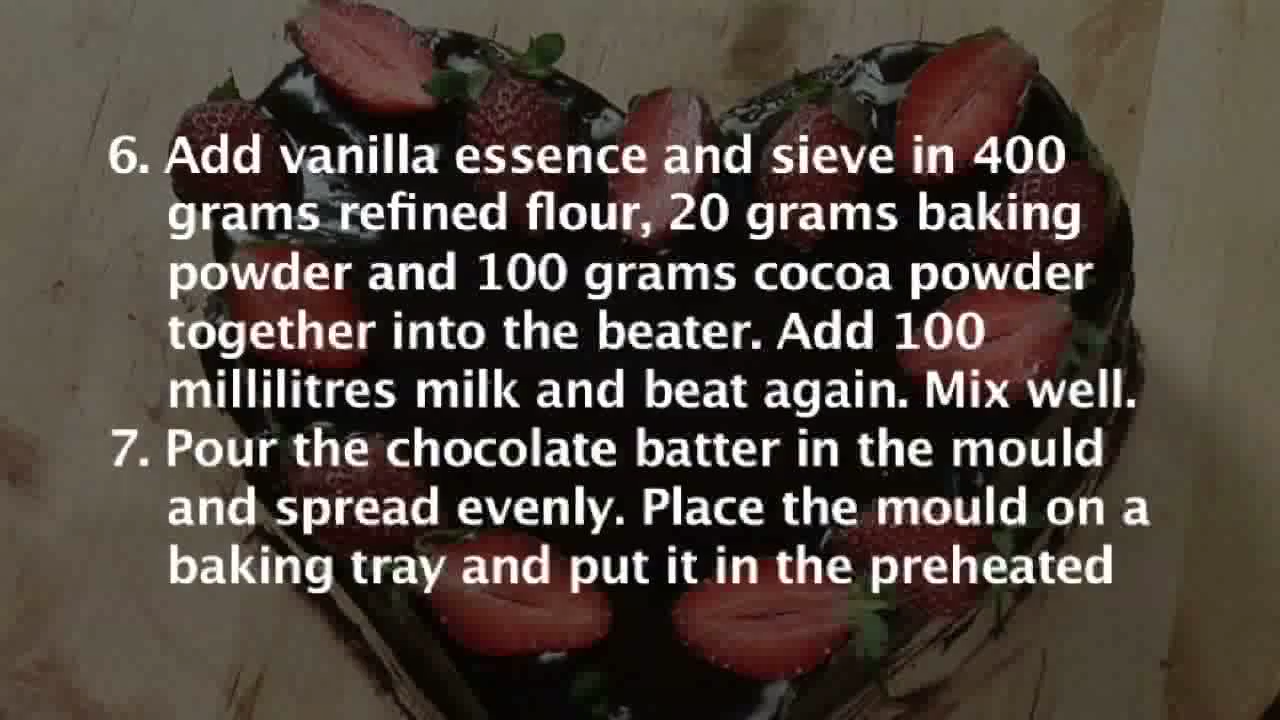 6. Add vanilla essence and sieve in 400
grams refined flour, 20 grams baking
powder and 100 grams cocoa powder
together into the beater. Add 100
millilitres milk and beat again. Mix well.
7. Pour the chocolate batter in the mould
and spread evenly. Place the mould on a
baking tray and put it in the preheated